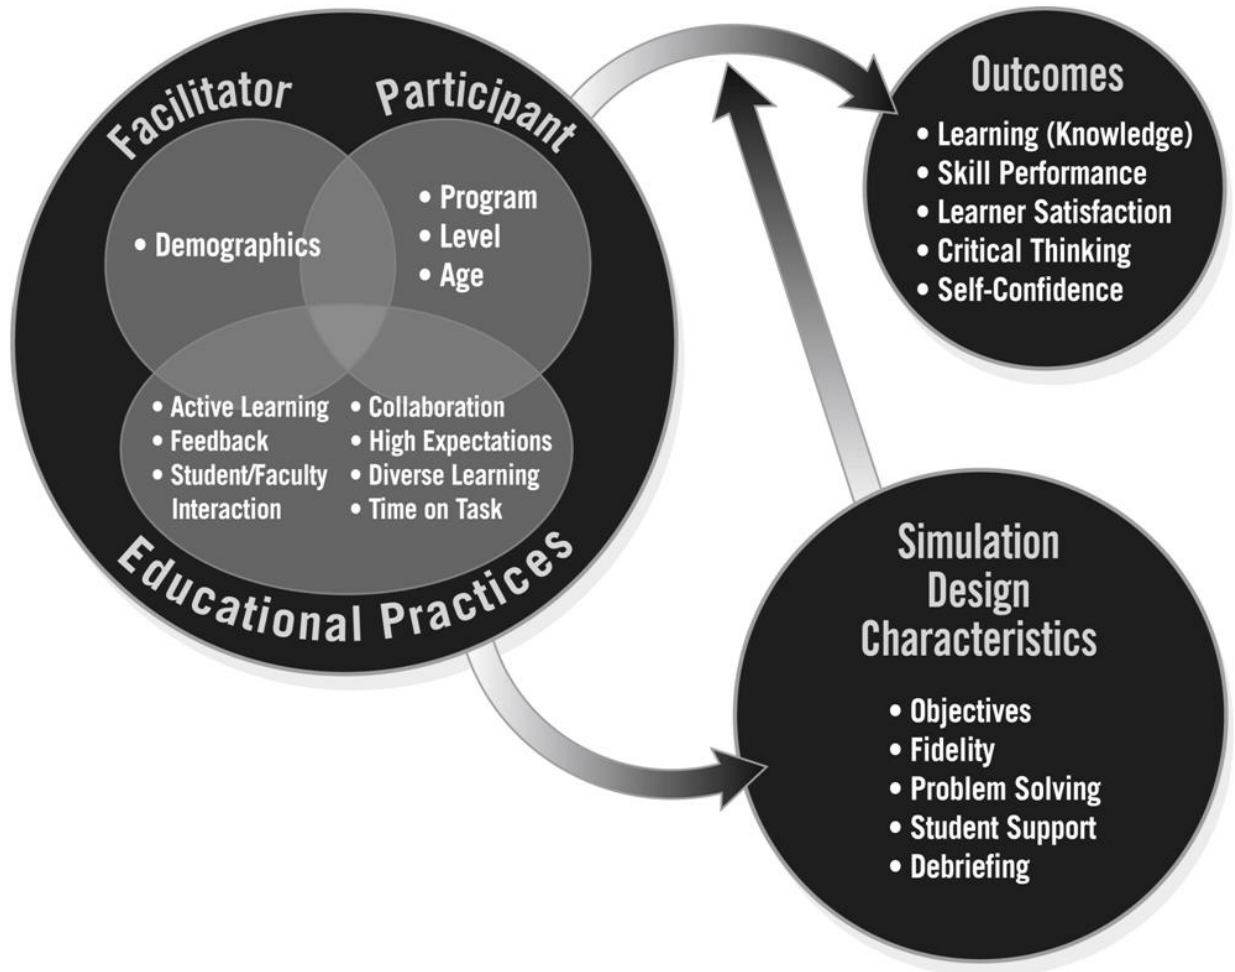 Facilitator
Participant
• Demographics
• Program
• Level
• Age
• Active Learning
• Feedback
• Student/Faculty
Interaction
• Collaboration
• High Expectations
• Diverse Learning
• Time on Task
Educational Practices
Outcomes
• Learning (Knowledge)
• Skill Performance
• Learner Satisfaction
• Critical Thinking
• Self-Confidence
Simulation
Design
Characteristics
• Objectives
• Fidelity
• Problem Solving
• Student Support
• Debriefing